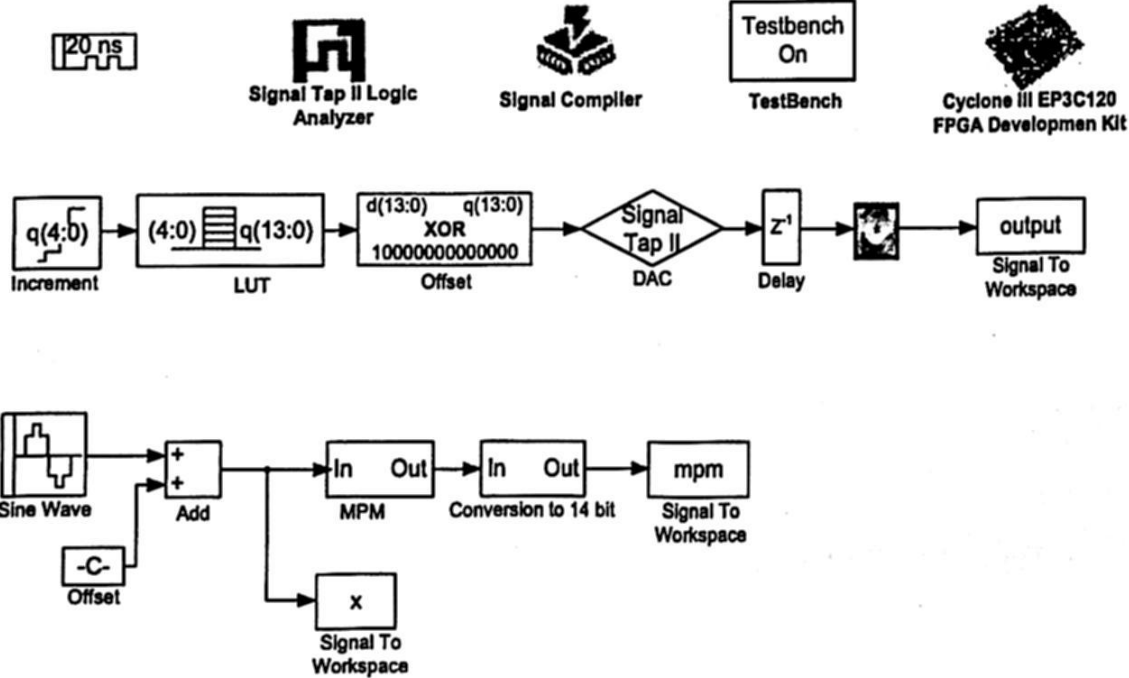 20 ns
Signal Tap II Logic
Analyzer
Signal Compiler
Testbench
On
TestBench
Cyclone III EP3C120
FPGA Developmen Kit
q(4:0)
Increment
(4:0) q(13:0)
LUT
d(13:0) q(13:0)
XOR
10000000000000
Offset
Signal
Tap II
DAC
Z-1
Delay
output
Signal To
Workspace
Sine Wave
+
+
Add
-C-
Offset
In Out
MPM
In Out
Conversion to 14 bit
mpm
Signal To
Workspace
x
Signal To
Workspace